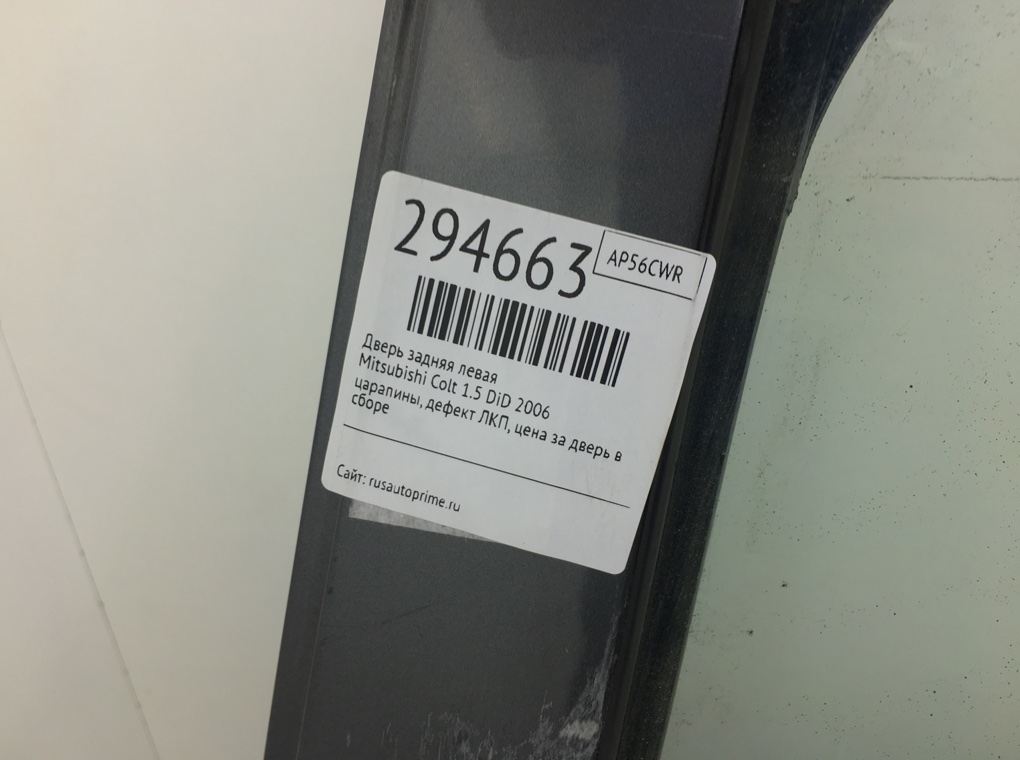 294663
AP56CWR
Дверь задняя левая
Mitsubishi Colt 1.5 DiD 2006
царапины, дефект ЛКП, цена за дверь в
сборе
Сайт: rusautoprime.ru